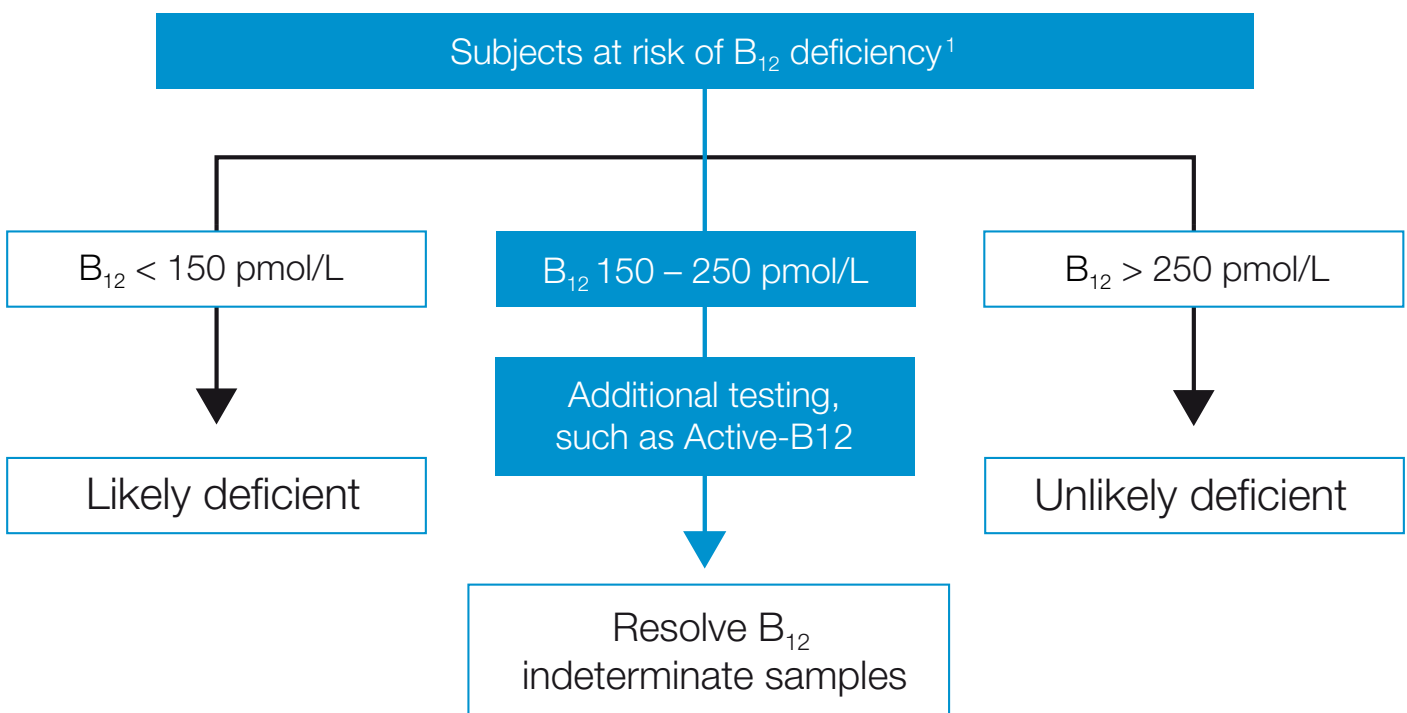 Subjects at risk of B₁₂ deficiency¹
B₁₂ < 150 pmol/L
B₁₂ 150 – 250 pmol/L
B₁₂ > 250 pmol/L
Additional testing,
such as Active-B12
Likely deficient
Unlikely deficient
Resolve B₁₂
indeterminate samples